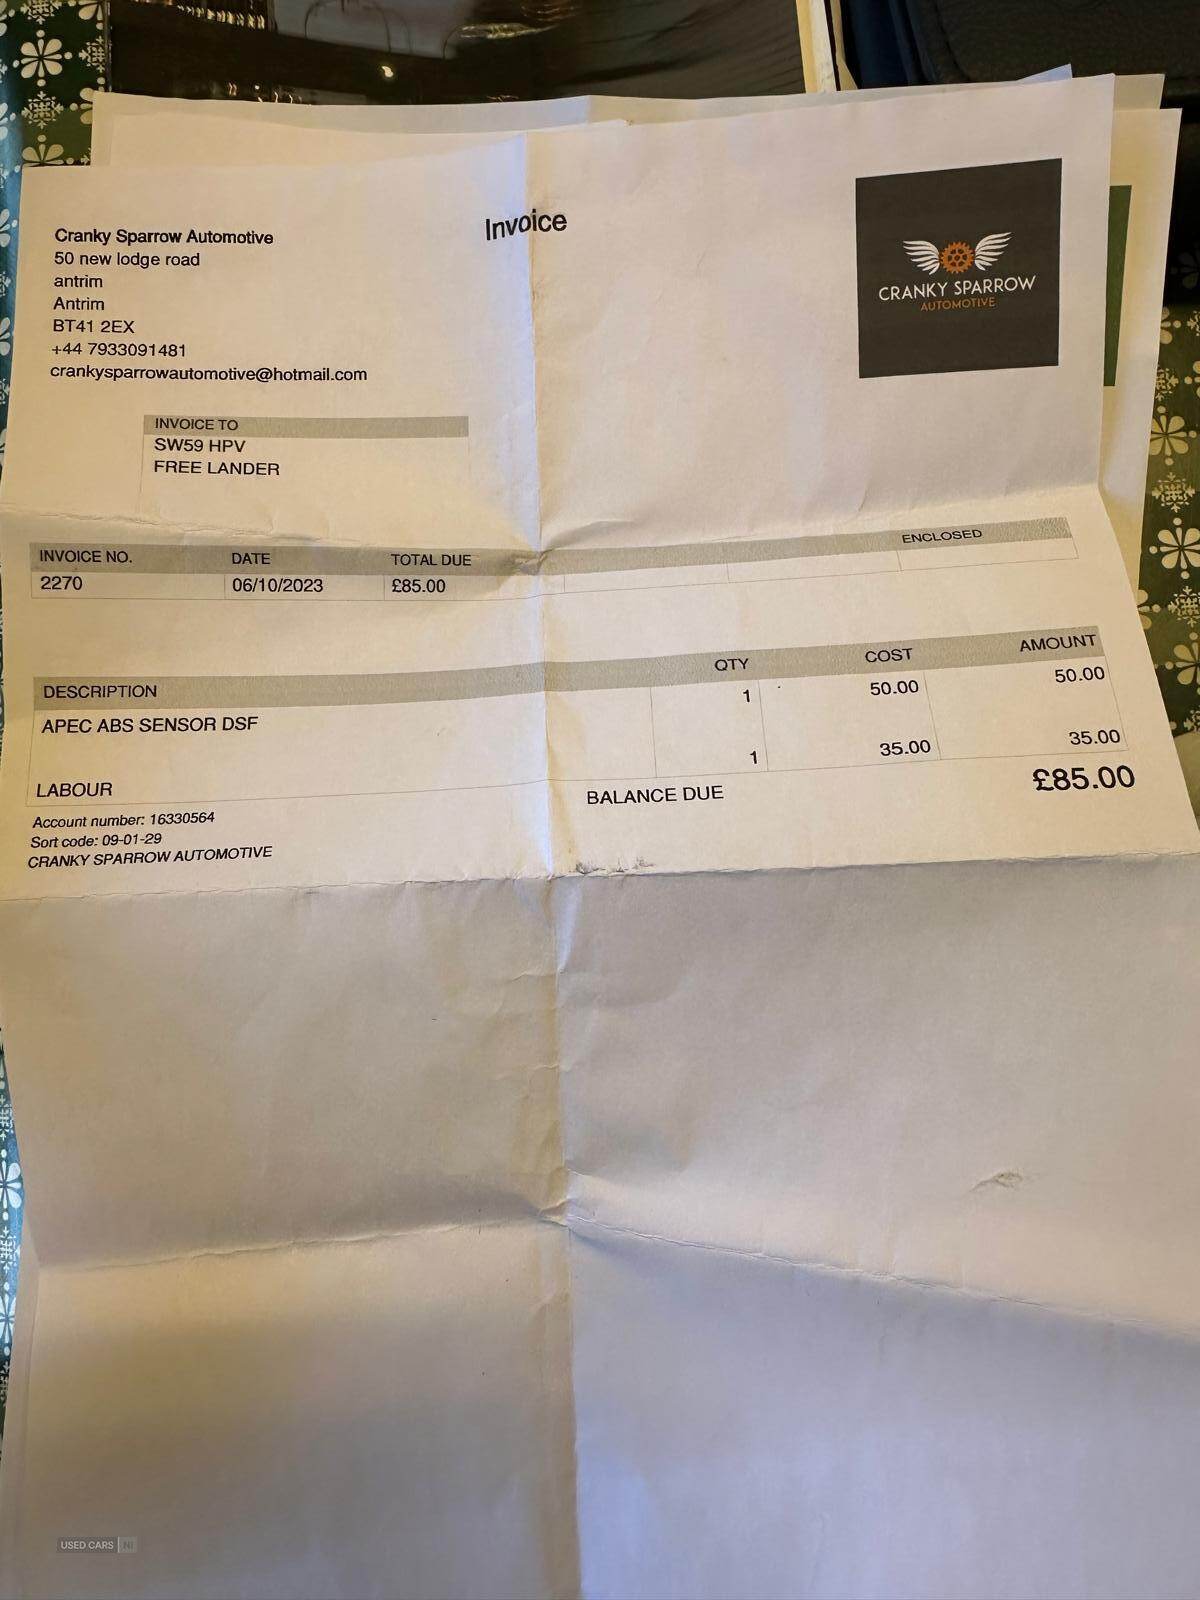 Invoice
Cranky Sparrow Automotive
50 new lodge road
antrim
Antrim
BT41 2EX
+44 7933091481
crankysparrowautomotive@hotmail.com
CRANKY SPARROW
AUTOMOTIVE
INVOICE TO
SW59 HPV
FREE LANDER
INVOICE NO. DATE TOTAL DUE ENCLOSED
2270 06/10/2023 £85.00
DESCRIPTION QTY COST AMOUNT
APEC ABS SENSOR DSF 1 50.00 50.00
LABOUR 1 35.00 35.00
BALANCE DUE £85.00
Account number: 16330564
Sort code: 09-01-29
CRANKY SPARROW AUTOMOTIVE
USED CARS NI